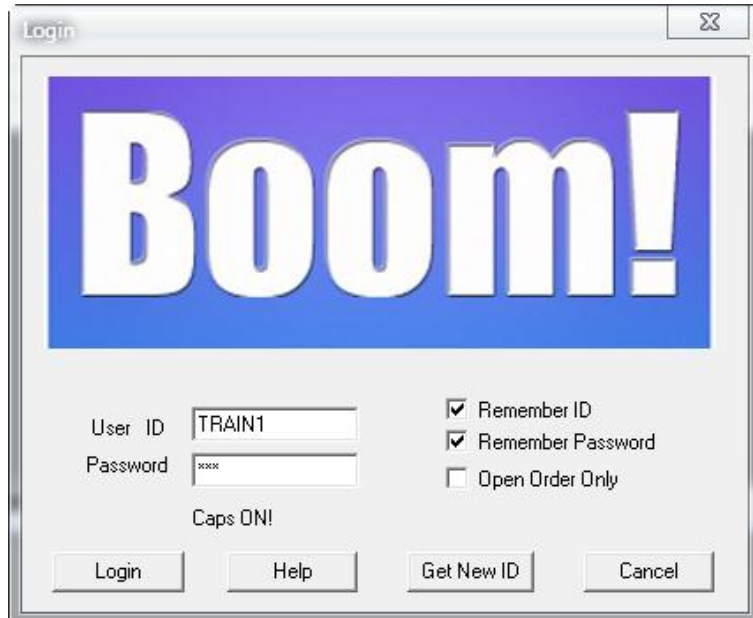 Login
Boom!
User ID
TRAIN1
Password
***
Caps ON!
Remember ID
Remember Password
Open Order Only
Login
Help
Get New ID
Cancel